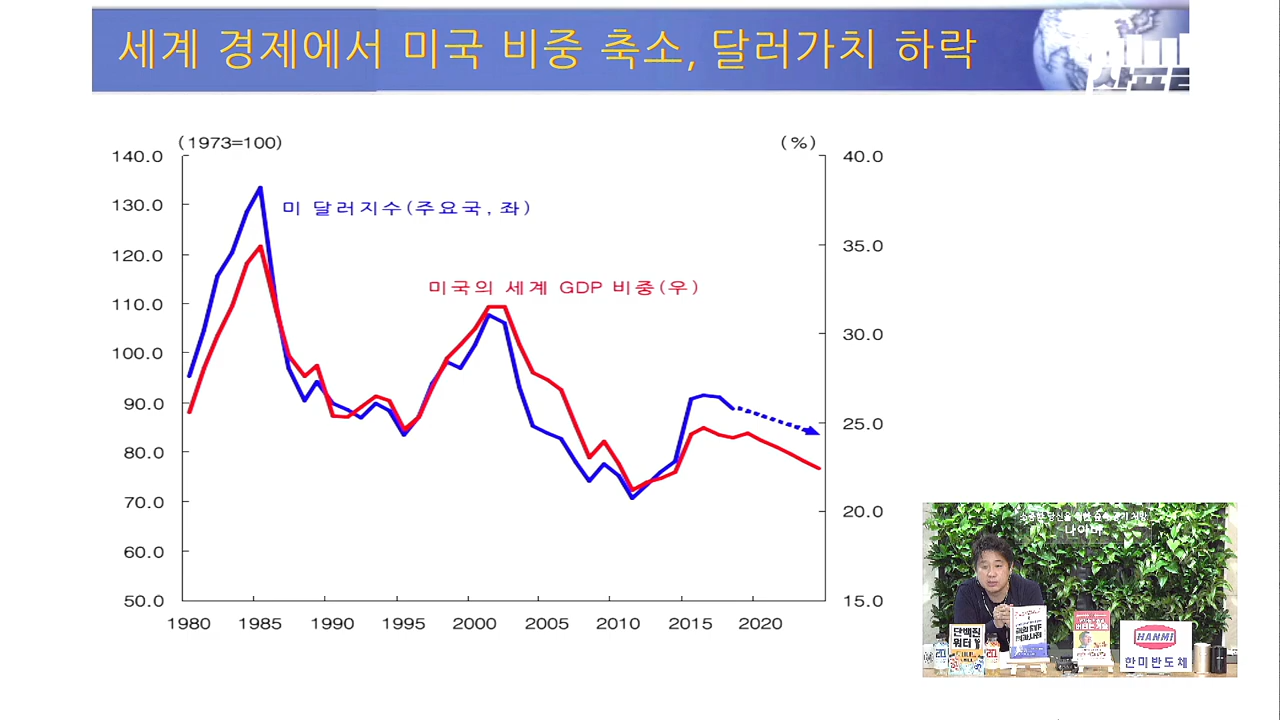 세계 경제에서 미국 비중 축소, 달러가치 하락
(1973=100)
(%)
140.0
130.0
120.0
110.0
100.0
90.0
80.0
70.0
60.0
50.0
40.0
35.0
30.0
25.0
20.0
15.0
미 달러지수(주요국, 좌)
미국의 세계 GDP 비중(우)
1980 1985 1990 1995 2000 2005 2010 2015 2020
단백질
워터
HANMI
한미반도체